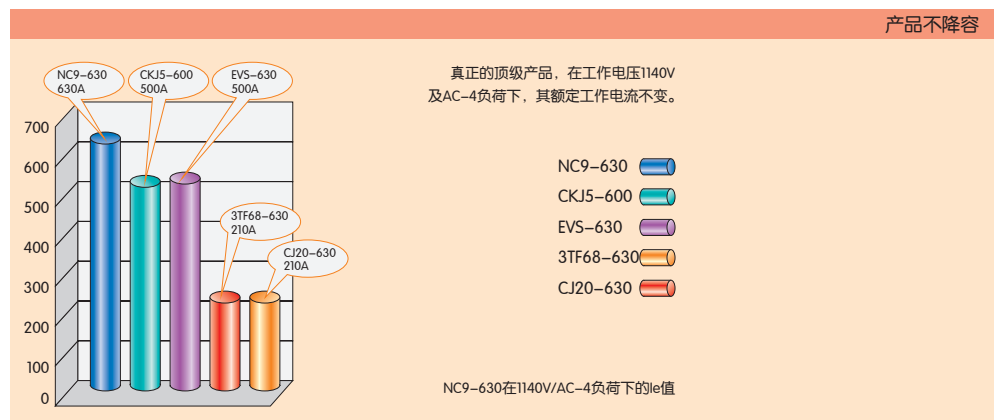 产品不降容
NC9-630
630A
CKJ5-600
500A
EVS-630
500A
3TF68-630
210A
CJ20-630
210A
700
600
500
400
300
200
100
0
真正的顶级产品，在工作电压1140V
及AC-4负荷下，其额定工作电流不变。
NC9-630
CKJ5-600
EVS-630
3TF68-630
CJ20-630
NC9-630在1140V/AC-4负荷下的Ie值